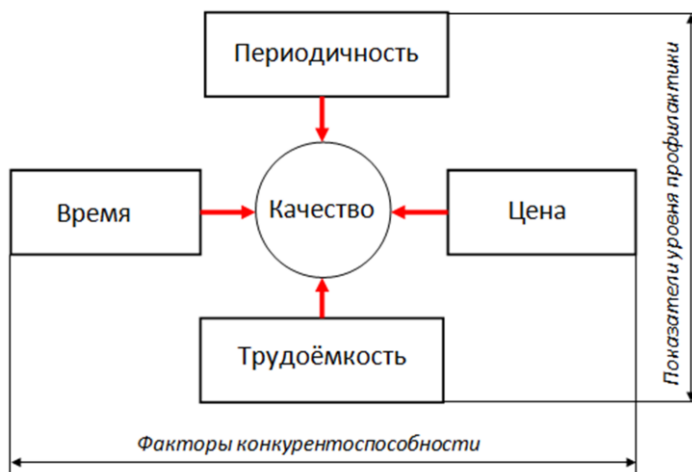 Периодичность
Время
Качество
Цена
Трудоёмкость
Показатели уровня профилактики
Факторы конкурентоспособности